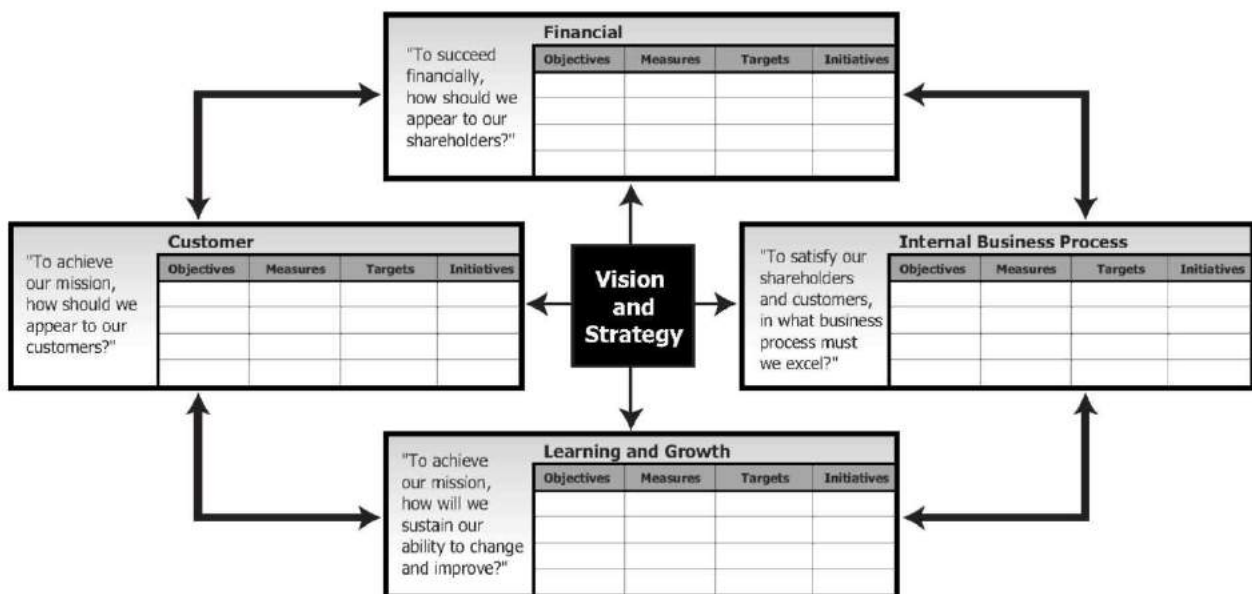 Financial
"To succeed
financially,
how should we
appear to our
shareholders?"
Objectives Measures Targets Initiatives
Customer
"To achieve
our mission,
how should we
appear to our
customers?"
Objectives Measures Targets Initiatives
Vision
and
Strategy
Internal Business Process
"To satisfy our
shareholders
and customers,
in what business
process must
we excel?"
Objectives Measures Targets Initiatives
Learning and Growth
"To achieve
our mission,
how will we
sustain our
ability to change
and improve?"
Objectives Measures Targets Initiatives